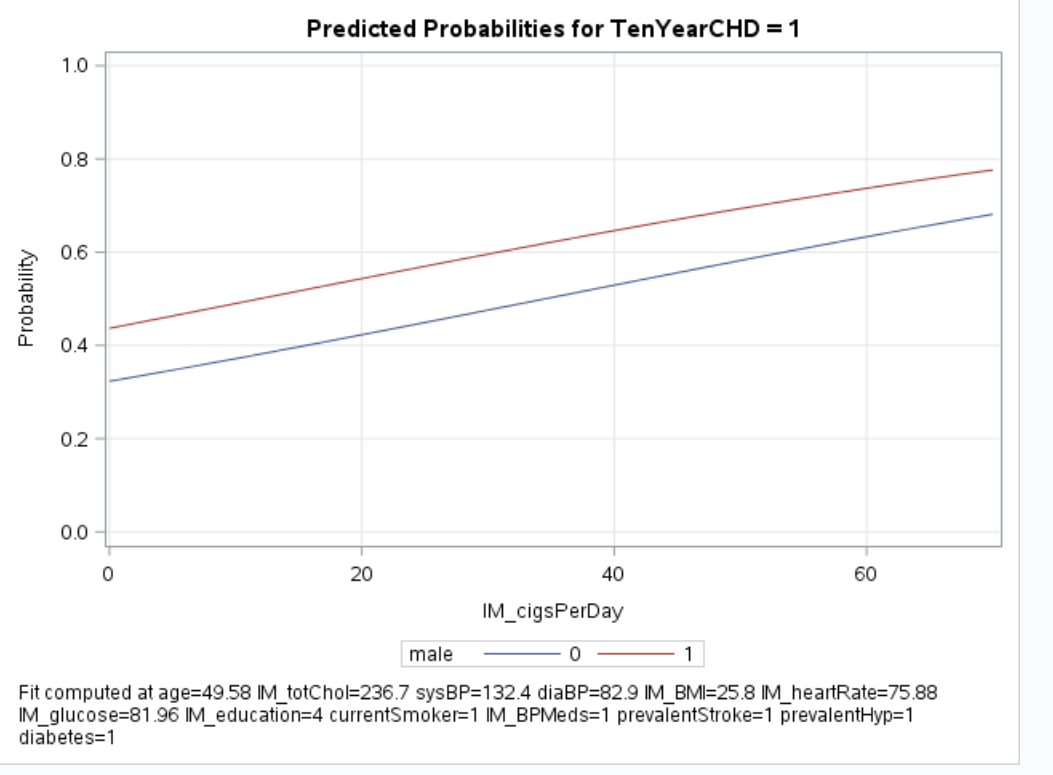 Predicted Probabilities for TenYearCHD = 1
1.0
0.8
0.6
0.4
0.2
0.0
Probability
0 20 40 60
IM_cigsPerDay
male 0 1
Fit computed at age=49.58 IM_totChol=236.7 sysBP=132.4 diaBP=82.9 IM_BMI=25.8 IM_heartRate=75.88
IM_glucose=81.96 IM_education=4 currentSmoker=1 IM_BPMeds=1 prevalentStroke=1 prevalentHyp=1
diabetes=1